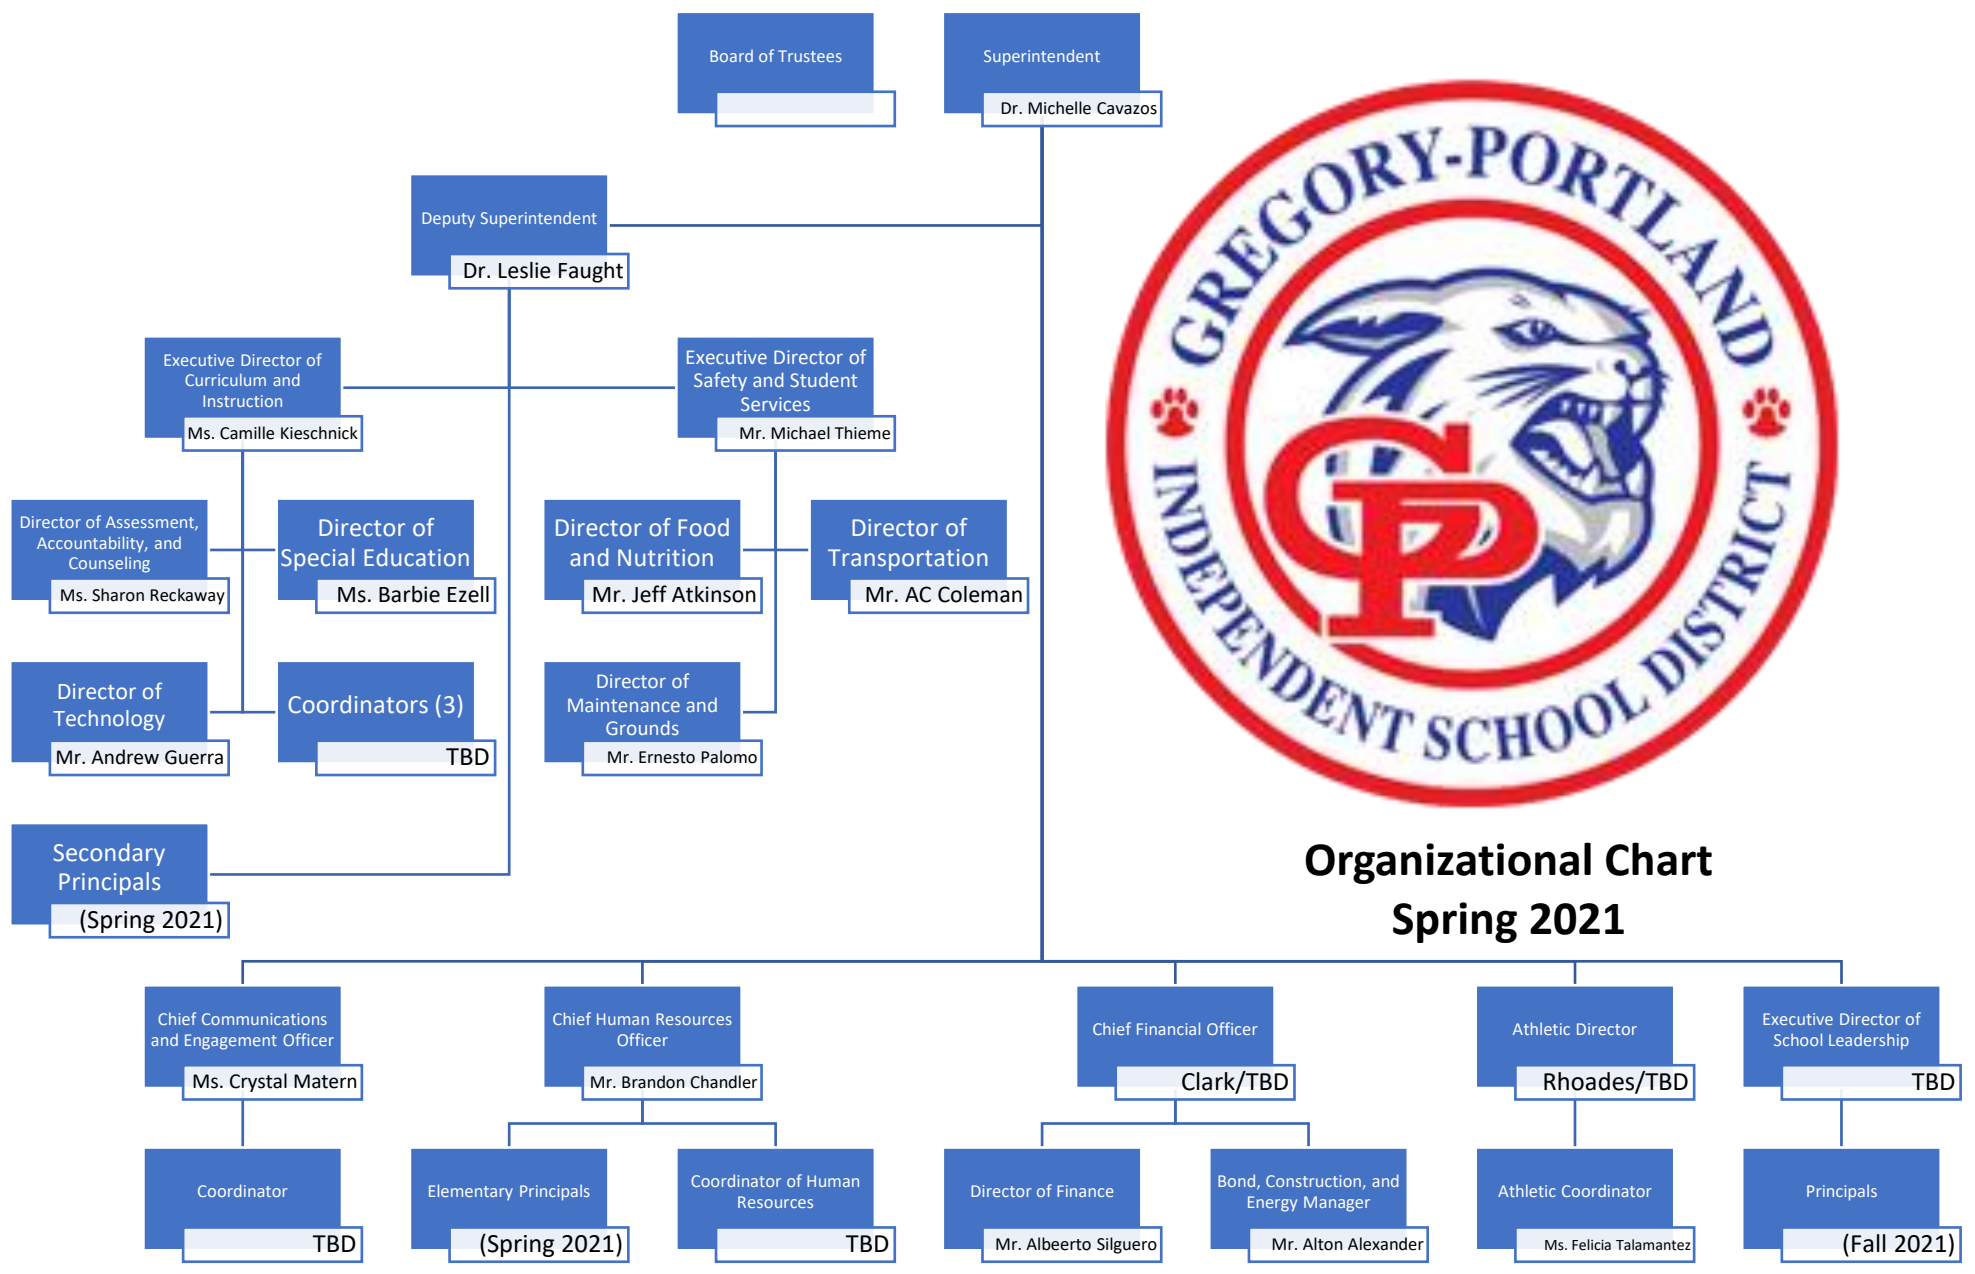 Board of Trustees
Superintendent
Dr. Michelle Cavazos
Deputy Superintendent
Dr. Leslie Faught
Executive Director of
Curriculum and
Instruction
Ms. Camille Kieschnick
Executive Director of
Safety and Student
Services
Mr. Michael Thieme
Director of Assessment,
Accountability, and
Counseling
Ms. Sharon Reckaway
Director of
Special Education
Ms. Barbie Ezell
Director of Food
and Nutrition
Mr. Jeff Atkinson
Director of
Transportation
Mr. AC Coleman
Director of
Technology
Mr. Andrew Guerra
Coordinators (3)
TBD
Director of
Maintenance and
Grounds
Mr. Ernesto Palomo
Secondary
Principals
(Spring 2021)
GREGORY-PORTLAND
INDEPENDENT SCHOOL DISTRICT
GP
Organizational Chart
Spring 2021
Chief Communications
and Engagement Officer
Ms. Crystal Matern
Chief Human Resources
Officer
Mr. Brandon Chandler
Chief Financial Officer
Clark/TBD
Athletic Director
Rhoades/TBD
Executive Director of
School Leadership
TBD
Coordinator
TBD
Elementary Principals
(Spring 2021)
Coordinator of Human
Resources
TBD
Director of Finance
Mr. Albeerto Silguero
Bond, Construction, and
Energy Manager
Mr. Alton Alexander
Athletic Coordinator
Ms. Felicia Talamantez
Principals
(Fall 2021)